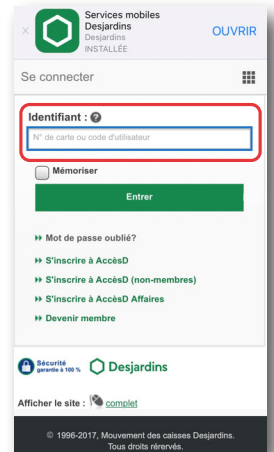 Services mobiles
Desjardins
Desjardins
INSTALLÉE
OUVRIR
Se connecter
Identifiant : ?
N° de carte ou code d'utilisateur
Mémoriser
Entrer
Mot de passe oublié?
S'inscrire à AccèsD
S'inscrire à AccèsD (non-membres)
S'inscrire à AccèsD Affaires
Devenir membre
Sécurité
garantie à 100 %
Desjardins
Afficher le site : complet
© 1996-2017, Mouvement des caisses Desjardins.
Tous droits rérervés.